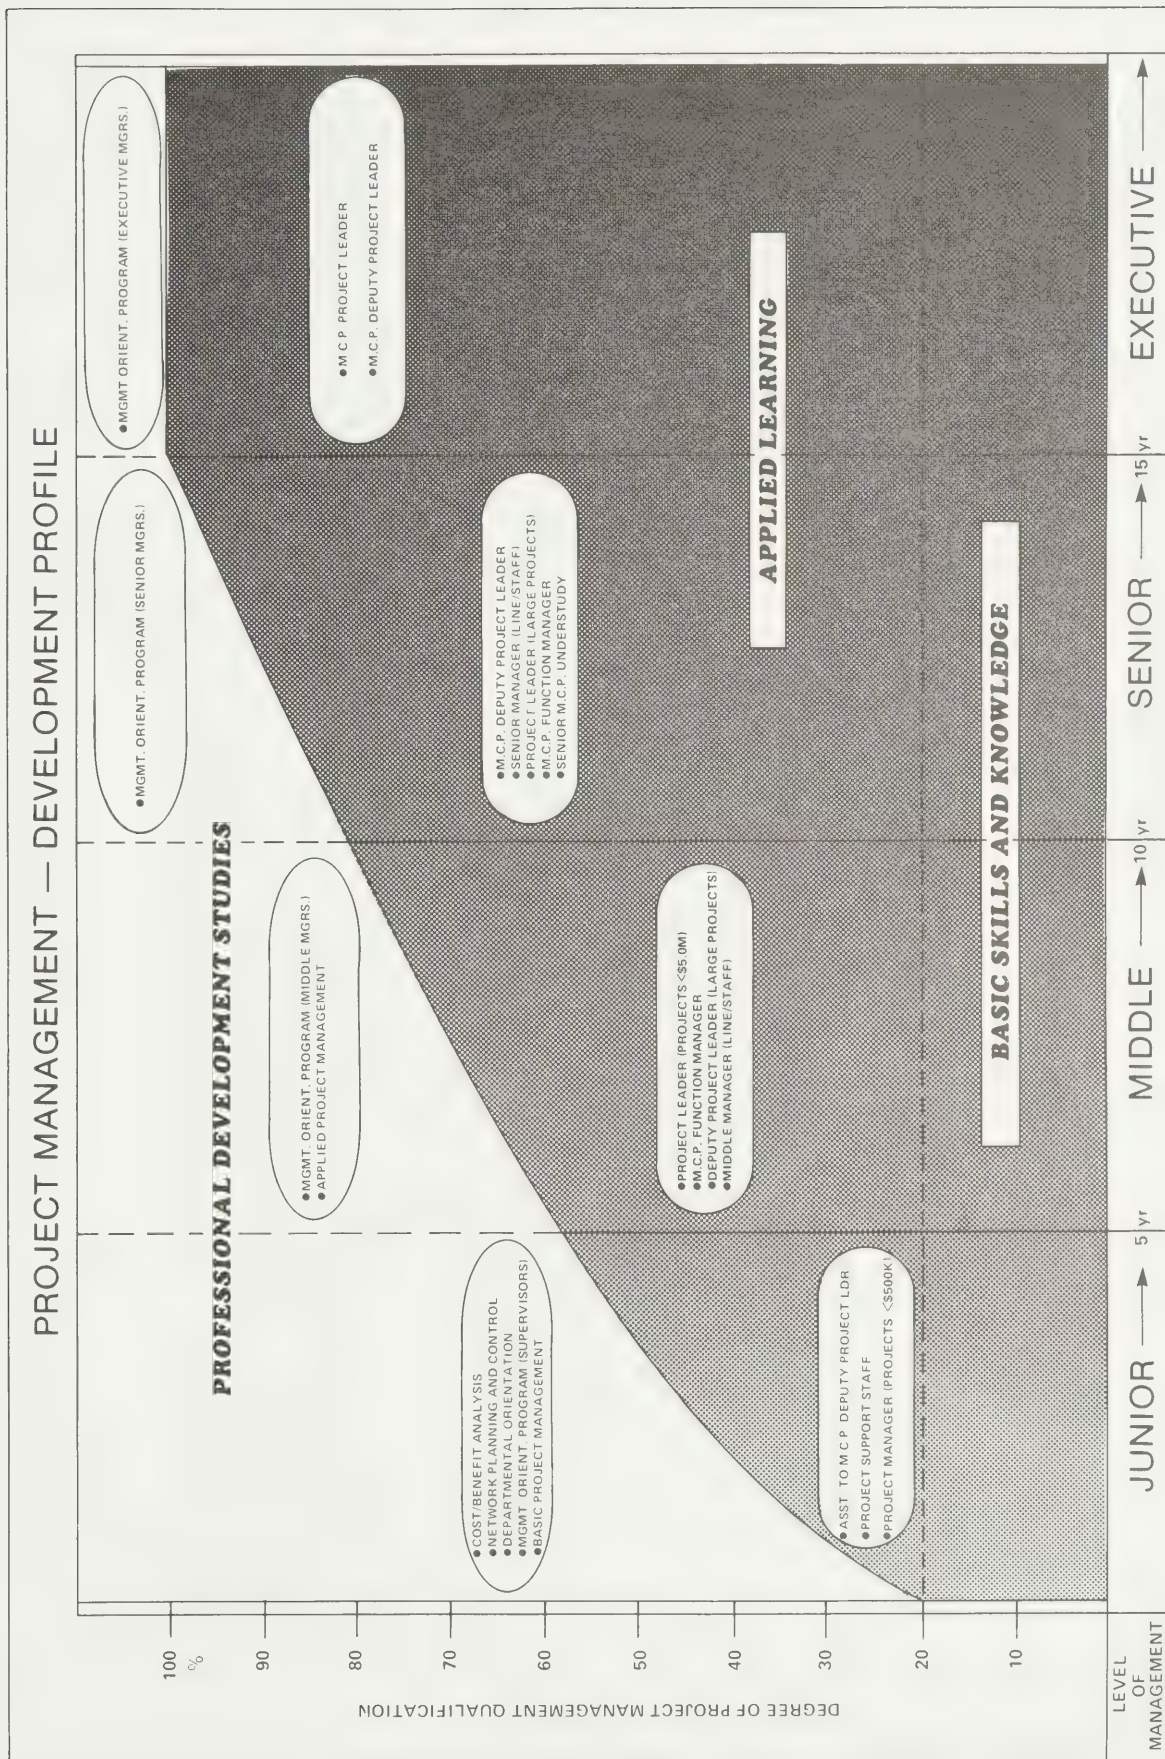 PROJECT MANAGEMENT — DEVELOPMENT PROFILE
●MGMT ORIENT. PROGRAM (EXECUTIVE MGRS.)
●MGMT. ORIENT. PROGRAM (SENIOR MGRS.)
PROFESSIONAL DEVELOPMENT STUDIES
●MGMT. ORIENT. PROGRAM (MIDDLE MGRS.)
●APPLIED PROJECT MANAGEMENT
●COST/BENEFIT ANALYSIS
●NETWORK PLANNING AND CONTROL
●DEPARTMENTAL ORIENTATION
●MGMT ORIENT. PROGRAM (SUPERVISORS)
●BASIC PROJECT MANAGEMENT
●M C P PROJECT LEADER
●M.C.P. DEPUTY PROJECT LEADER
●M.C.P. DEPUTY PROJECT LEADER
●SENIOR MANAGER (LINE/STAFF)
●PROJECT LEADER (LARGE PROJECTS)
●M.C.P. FUNCTION MANAGER
●SENIOR M.C.P. UNDERSTUDY
●PROJECT LEADER (PROJECTS <$5.0M)
●M.C.P. FUNCTION MANAGER
●DEPUTY PROJECT LEADER (LARGE PROJECTS)
●MIDDLE MANAGER (LINE/STAFF)
●ASST TO M C P DEPUTY PROJECT LDR
●PROJECT SUPPORT STAFF
●PROJECT MANAGER (PROJECTS <$500K)
APPLIED LEARNING
BASIC SKILLS AND KNOWLEDGE
DEGREE OF PROJECT MANAGEMENT QUALIFICATION
100
%
90
80
70
60
50
40
30
20
10
LEVEL
OF
MANAGEMENT
JUNIOR
5 yr
MIDDLE
10 yr
SENIOR
15 yr
EXECUTIVE